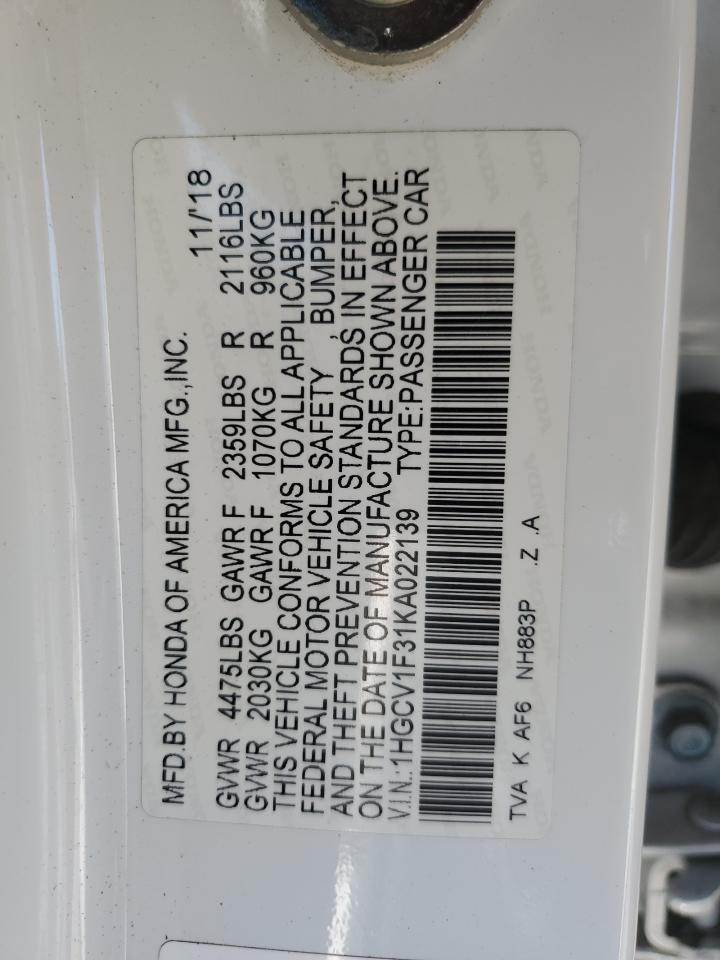 MFD.BY HONDA OF AMERICA MFG.,INC. 11/'18
GVWR 4475LBS GAWR F 2359LBS R 2116LBS
GVWR 2030KG GAWR F 1070KG R 960KG
THIS VEHICLE CONFORMS TO ALL APPLICABLE
FEDERAL MOTOR VEHICLE SAFETY , BUMPER,
AND THEFT PREVENTION STANDARDS IN EFFECT
ON THE DATE OF MANUFACTURE SHOWN ABOVE.
V.I.N.:1HGCV1F31KA022139 TYPE:PASSENGER CAR
TVA K AF6 NH883P .Z .A